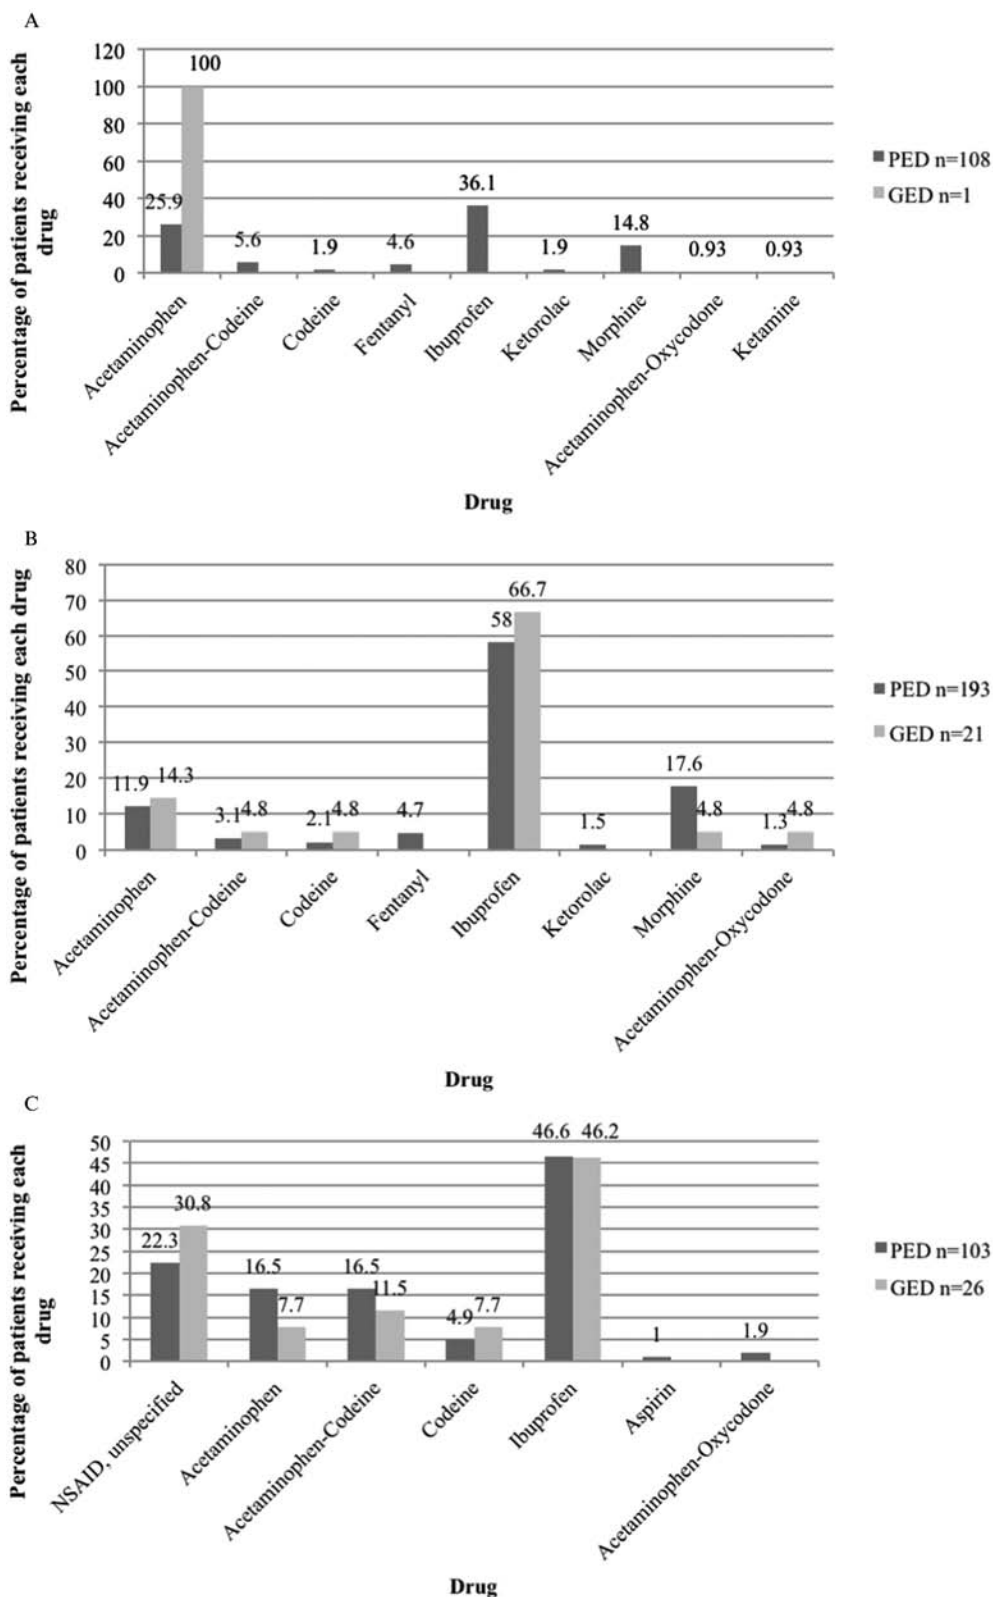 A
Percentage of patients receiving each
drug
120
100
80
60
40
20
0
100
25.9
5.6
1.9
4.6
36.1
1.9
14.8
0.93
0.93
Acetaminophen
Acetaminophen-Codeine
Codeine
Fentanyl
Ibuprofen
Ketorolac
Morphine
Acetaminophen-Oxycodone
Ketamine
Drug
PED n=108
GED n=1
B
Percentage of patients receiving each drug
80
70
60
50
40
30
20
10
0
11.9
14.3
3.1
4.8
2.1
4.8
4.7
58
66.7
1.5
17.6
4.8
1.3
4.8
Acetaminophen
Acetaminophen-Codeine
Codeine
Fentanyl
Ibuprofen
Ketorolac
Morphine
Acetaminophen-Oxycodone
Drug
PED n=193
GED n=21
C
Percentage of patients receiving each
drug
50
45
40
35
30
25
20
15
10
5
0
22.3
30.8
16.5
7.7
16.5
11.5
4.9
7.7
46.6
46.2
1
1.9
NSAID, unspecified
Acetaminophen
Acetaminophen-Codeine
Codeine
Ibuprofen
Aspirin
Acetaminophen-Oxycodone
Drug
PED n=103
GED n=26